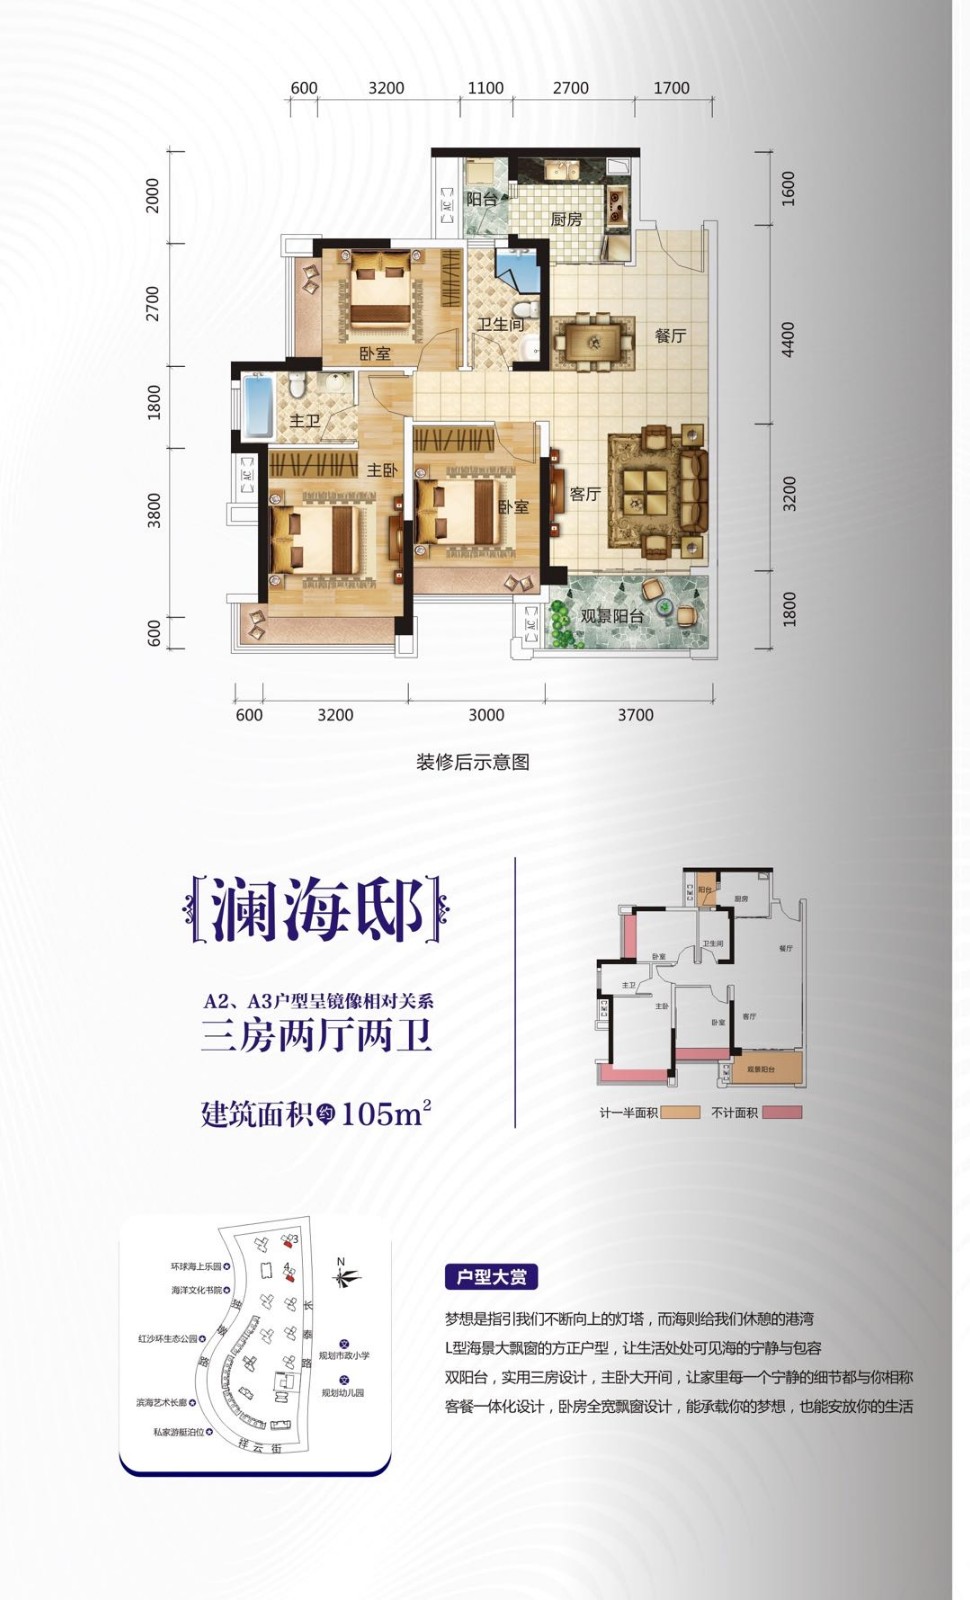 600 3200 1100 2700 1700
2000
2700
1800
3800
600
1600
4400
3200
1800
阳台
AC
厨房
卫生间
餐厅
卧室
主卫
AC
主卧
客厅
卧室
AC
观景阳台
600 3200 3000 3700
装修后示意图
澜海邸
A2、A3户型呈镜像相对关系
三房两厅两卫
建筑面积约105m²
阳台
厨房
卫生间
餐厅
卧室
主卫
主卧
卧室
客厅
观景阳台
计一半面积 不计面积
3
4
N
环球海上乐园
海洋文化书院
红沙环生态公园
滨海艺术长廊
私家游艇泊位
文
规划市政小学
文
规划幼儿园
长泰路
祥云街
户型大赏
梦想是指引我们不断向上的灯塔，而海则给我们休憩的港湾
L型海景大飘窗的方正户型，让生活处处可见海的宁静与包容
双阳台，实用三房设计，主卧大开间，让家里每一个宁静的细节都与你相称
客餐一体化设计，卧房全宽飘窗设计，能承载你的梦想，也能安放你的生活